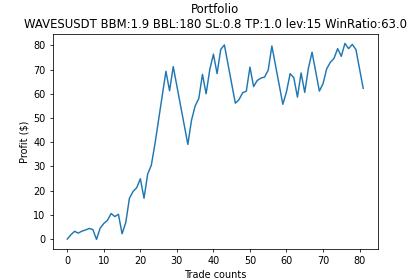 Portfolio
WAVESUSDT BBM:1.9 BBL:180 SL:0.8 TP:1.0 lev:15 WinRatio:63.0
80
70
60
50
40
30
20
10
0
Profit ($)
0 10 20 30 40 50 60 70 80
Trade counts